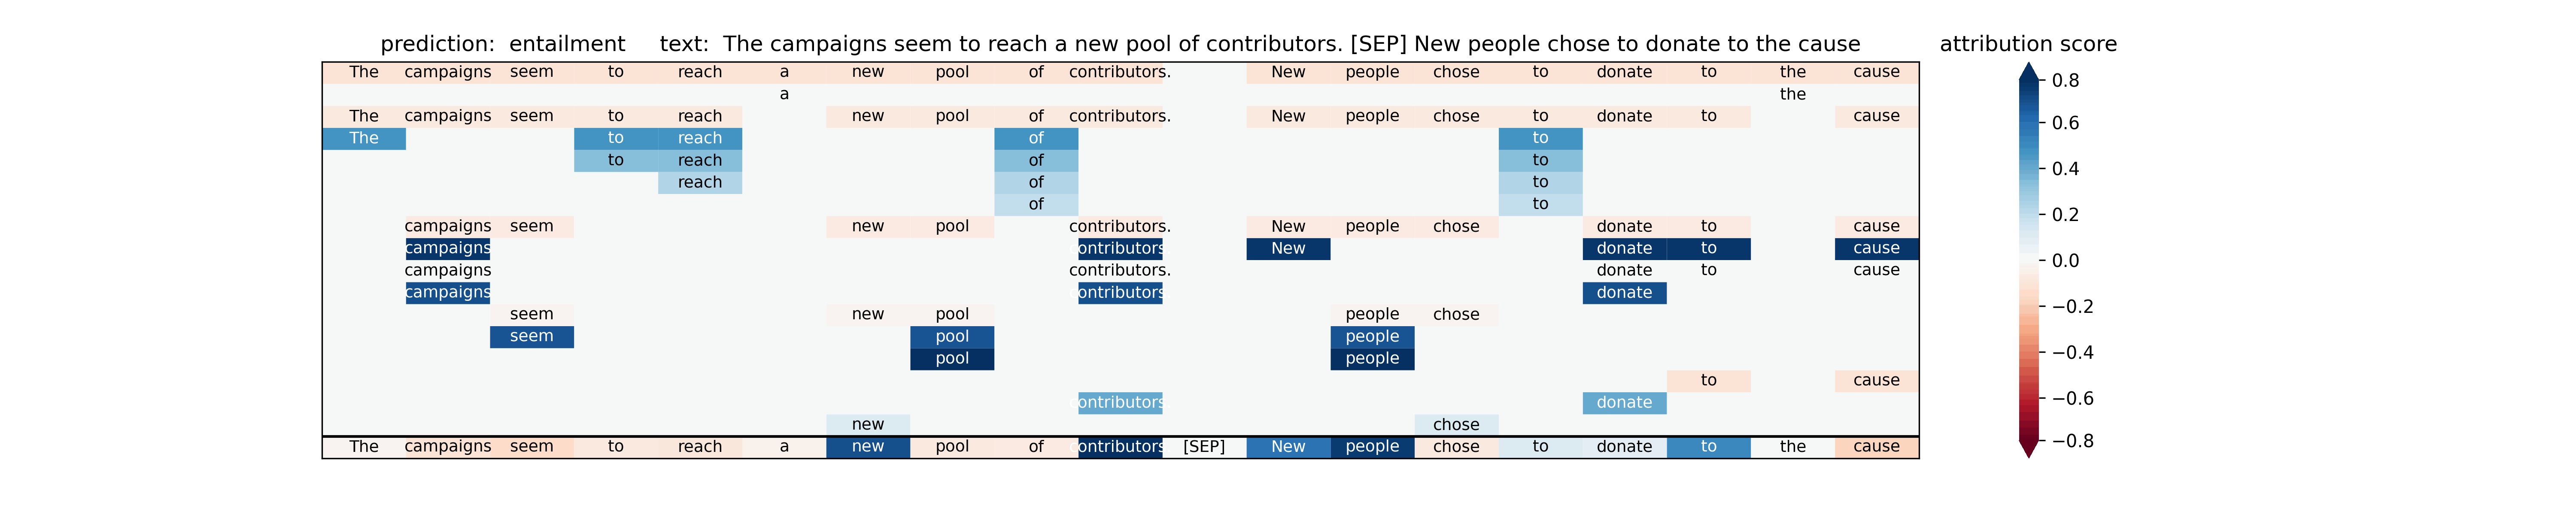 prediction:  entailment     text:  The campaigns seem to reach a new pool of contributors. [SEP] New people chose to donate to the cause
attribution score
The campaigns seem to reach a new pool of contributors. New people chose to donate to the cause
a the
The campaigns seem to reach new pool of contributors. New people chose to donate to cause
The to reach of to
to reach of to
reach of to
of to
campaigns seem new pool contributors. New people chose donate to cause
campaigns contributors. New donate to cause
campaigns contributors. donate to cause
campaigns contributors. donate
seem new pool people chose
seem pool people
pool people
to cause
contributors. donate
new chose
The campaigns seem to reach a new pool of contributors. [SEP] New people chose to donate to the cause
0.8
0.6
0.4
0.2
0.0
−0.2
−0.4
−0.6
−0.8